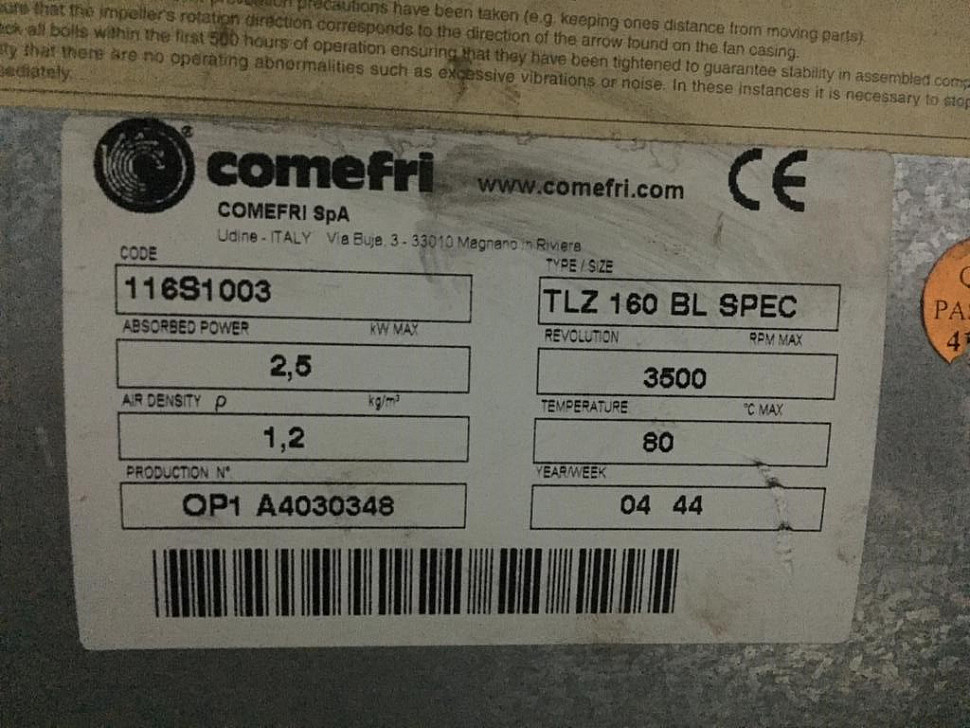 precautions have been taken (e.g. keeping ones distance from moving parts).
that the impeller's rotation direction corresponds to the direction of the arrow found on the fan casing.
all bolts within the first 500 hours of operation ensuring that they have been tightened to guarantee stability in assembled
that there are no operating abnormalities such as excessive vibrations or noise. In these instances it is necessary to stop
comefri www.comefri.com CE
COMEFRI SpA
Udine - ITALY Via Buja, 3 - 33010 Magnano in Riviera
CODE
116S1003
TYPE / SIZE
TLZ 160 BL SPEC
ABSORBED POWER kW MAX
2,5
REVOLUTION RPM MAX
3500
AIR DENSITY ρ kg/m³
1,2
TEMPERATURE °C MAX
80
PRODUCTION N°
OP1 A4030348
YEAR/WEEK
04 44